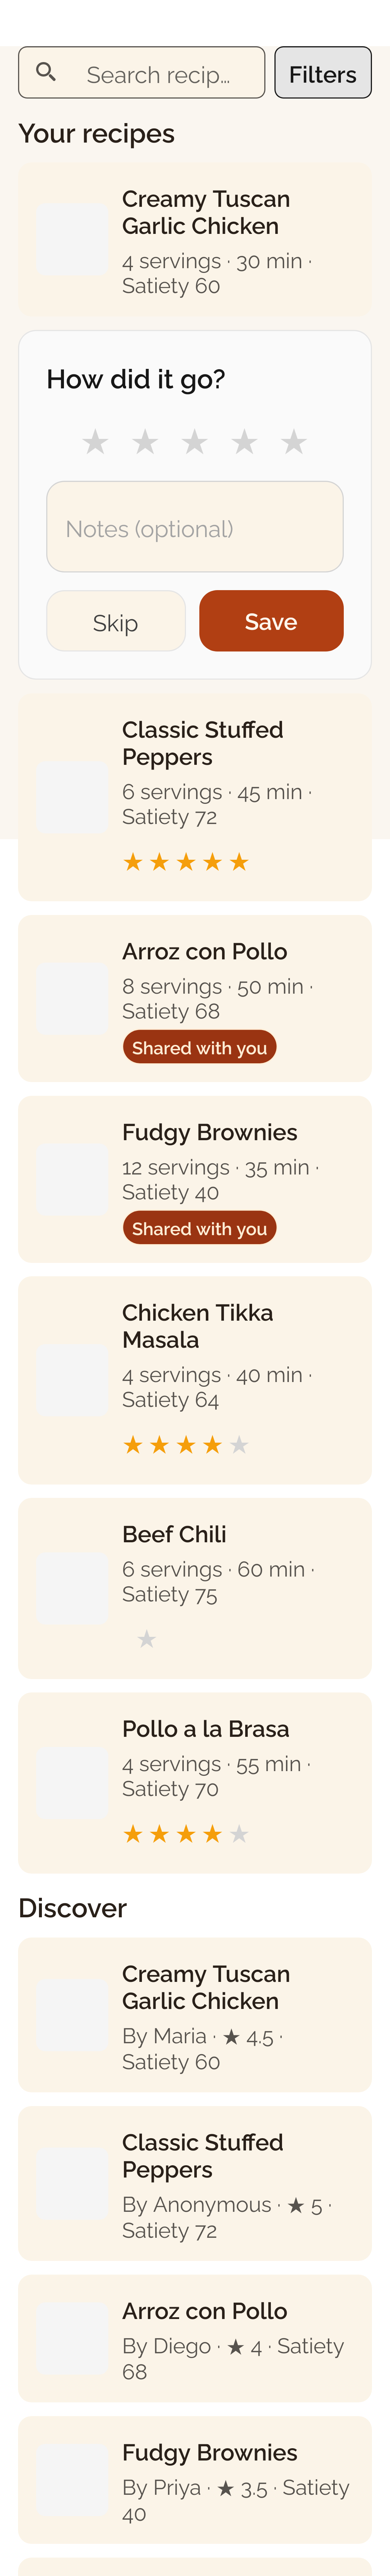 Search recip…
Filters
Your recipes
Creamy Tuscan
Garlic Chicken
4 servings · 30 min ·
Satiety 60
How did it go?
★ ★ ★ ★ ★
Notes (optional)
Skip
Save
Classic Stuffed
Peppers
6 servings · 45 min ·
Satiety 72
★ ★ ★ ★ ★
Arroz con Pollo
8 servings · 50 min ·
Satiety 68
Shared with you
Fudgy Brownies
12 servings · 35 min ·
Satiety 40
Shared with you
Chicken Tikka
Masala
4 servings · 40 min ·
Satiety 64
★ ★ ★ ★ ★
Beef Chili
6 servings · 60 min ·
Satiety 75
★
Pollo a la Brasa
4 servings · 55 min ·
Satiety 70
★ ★ ★ ★ ★
Discover
Creamy Tuscan
Garlic Chicken
By Maria · ★ 4.5 ·
Satiety 60
Classic Stuffed
Peppers
By Anonymous · ★ 5 ·
Satiety 72
Arroz con Pollo
By Diego · ★ 4 · Satiety
68
Fudgy Brownies
By Priya · ★ 3.5 · Satiety
40